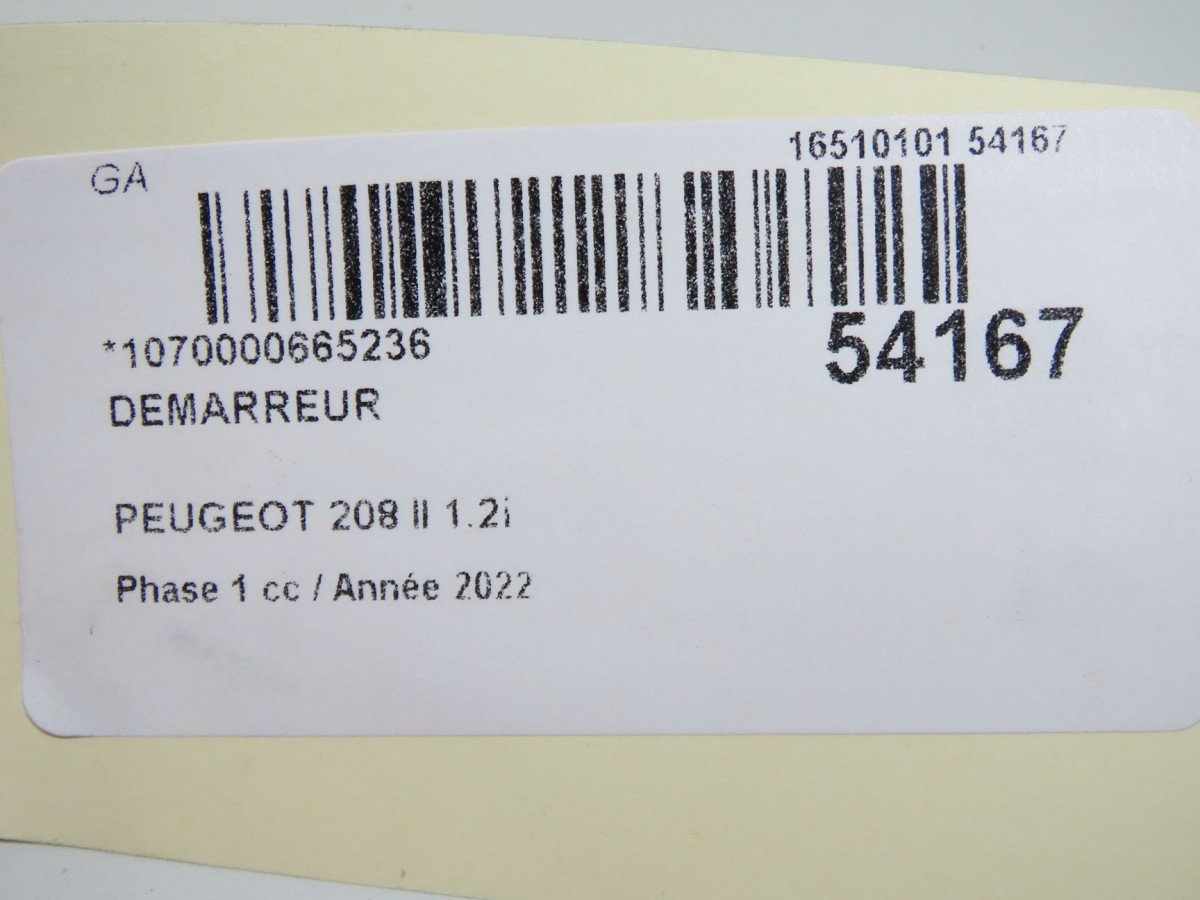 GA
16510101 54167
*1070000665236
54167
DEMARREUR
PEUGEOT 208 II 1.2i
Phase 1 cc / Année 2022